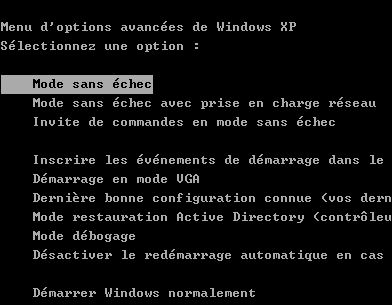 Menu d'options avancées de Windows XP
Sélectionnez une option :
Mode sans échec
Mode sans échec avec prise en charge réseau
Invite de commandes en mode sans échec
Inscrire les événements de démarrage dans le
Démarrage en mode VGA
Dernière bonne configuration connue (vos dern
Mode restauration Active Directory (contrôleu
Mode débogage
Désactiver le redémarrage automatique en cas
Démarrer Windows normalement